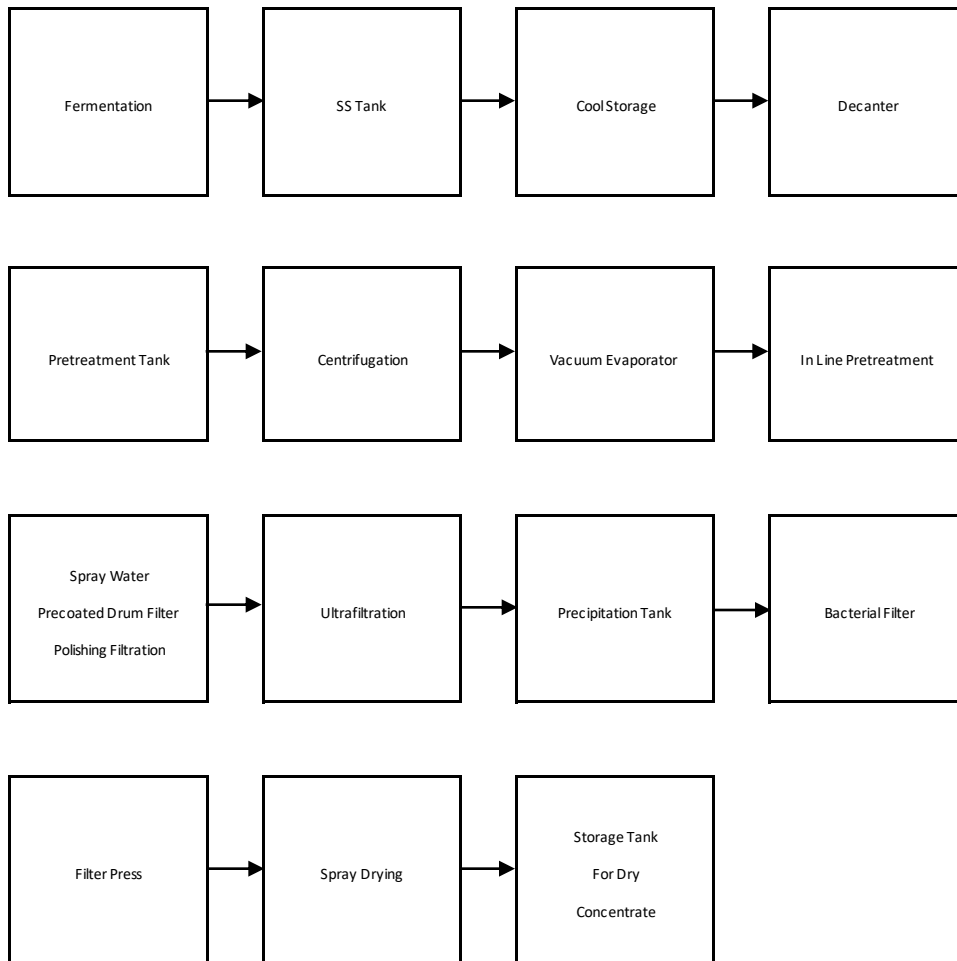 Fermentation
SS Tank
Cool Storage
Decanter
Pretreatment Tank
Centrifugation
Vacuum Evaporator
In Line Pretreatment
Spray Water
Precoated Drum Filter
Polishing Filtration
Ultrafiltration
Precipitation Tank
Bacterial Filter
Filter Press
Spray Drying
Storage Tank
For Dry
Concentrate